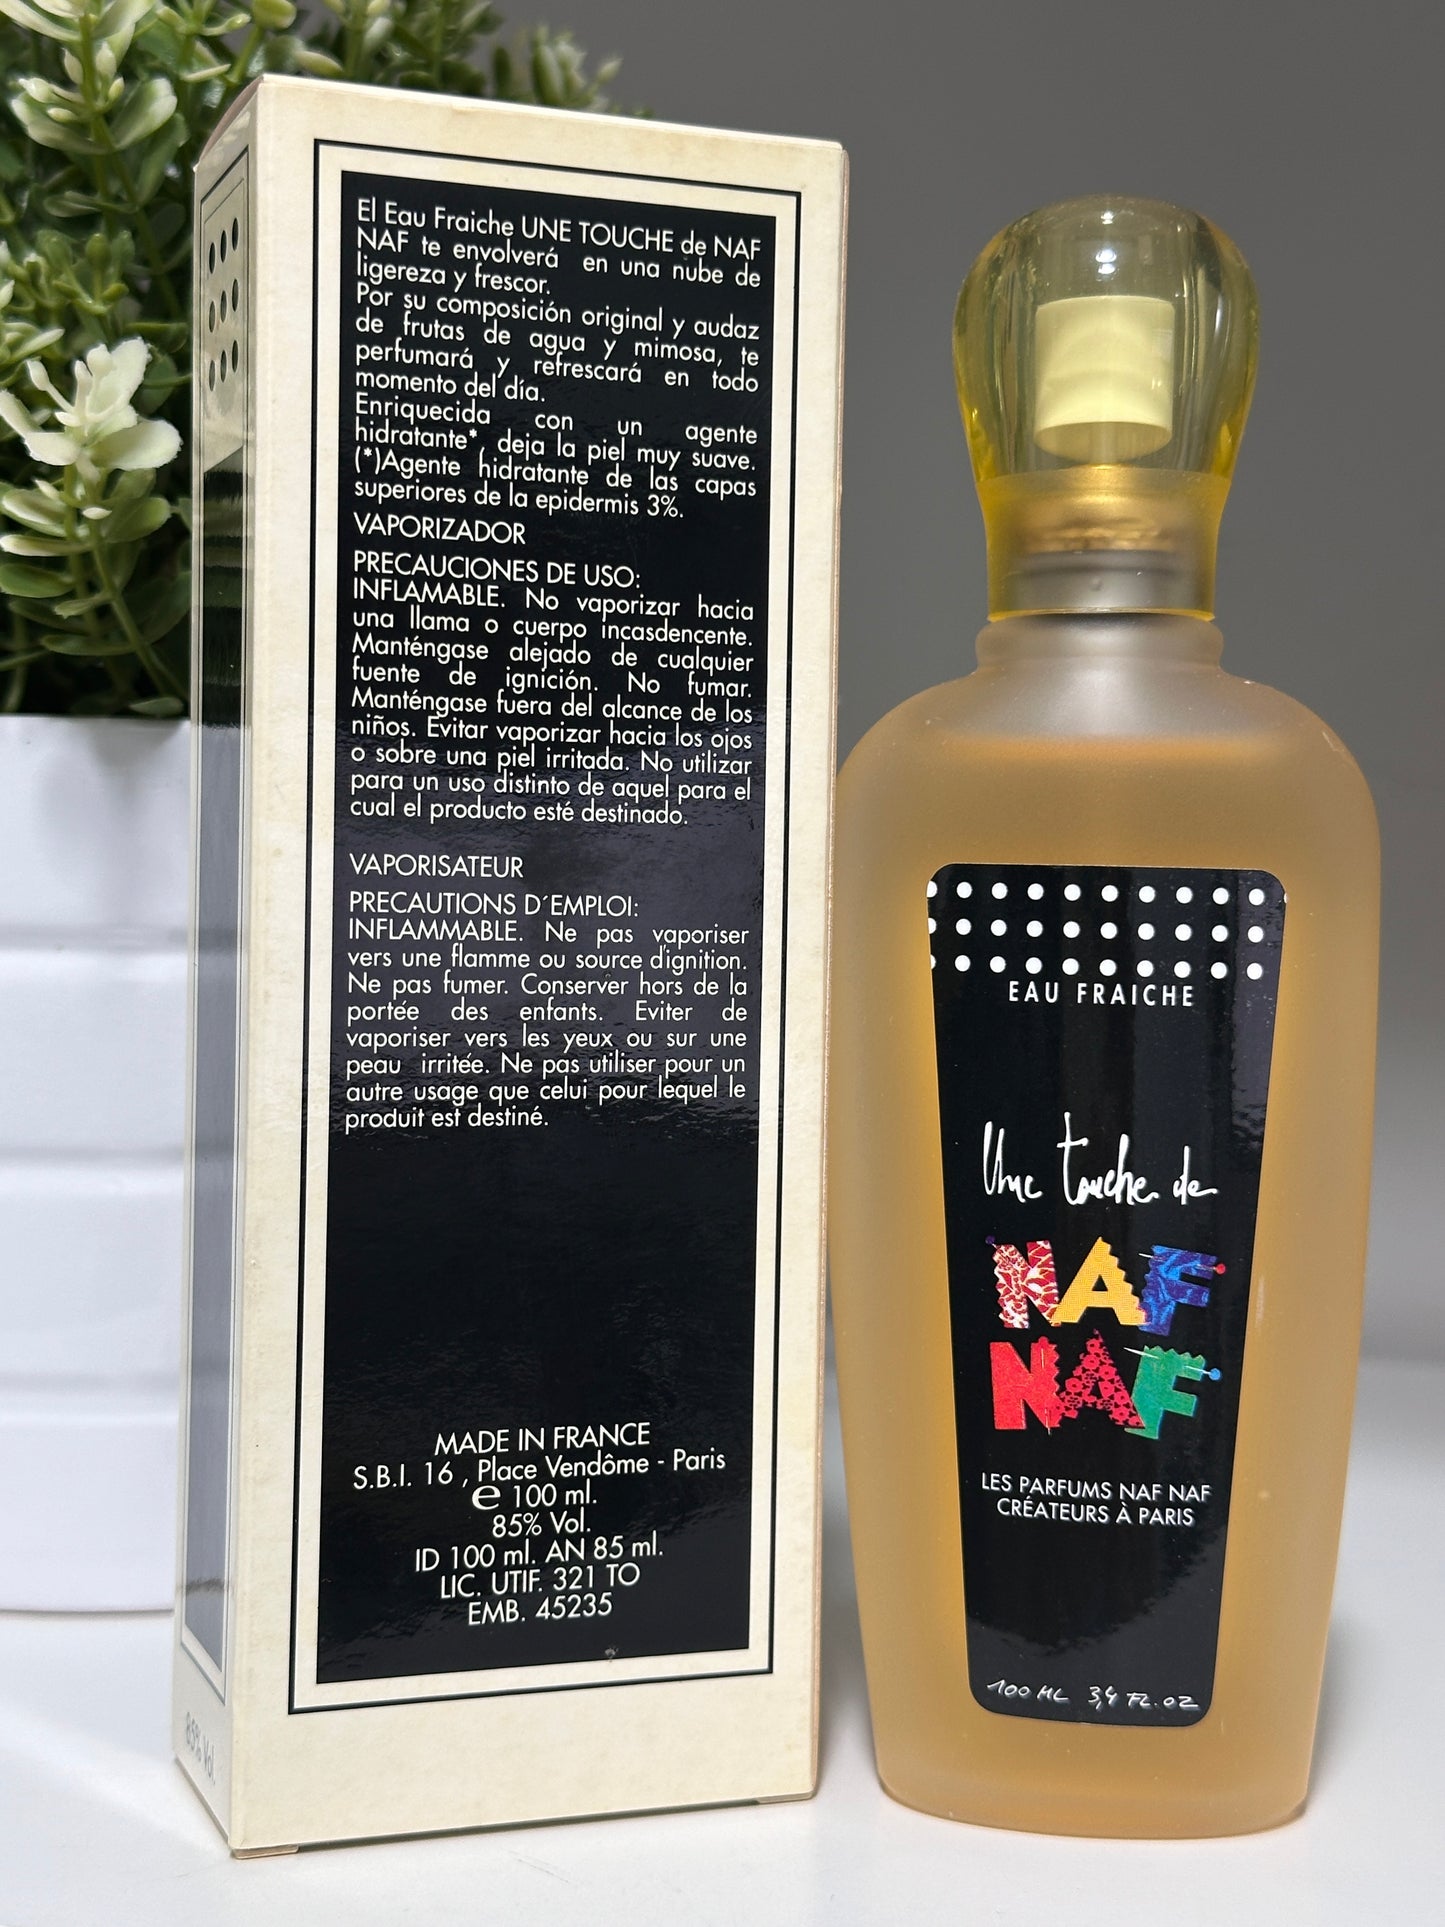 El Eau Fraiche UNE TOUCHE de NAF
NAF te envolverá en una nube de
ligereza y frescor.
Por su composición original y audaz
de frutas de agua y mimosa, te
perfumará y refrescará en todo
momento del día.
Enriquecida con un agente
hidratante*, deja la piel muy suave.
(*)Agente hidratante de las capas
superiores de la epidermis 3%.
VAPORIZADOR
PRECAUCIONES DE USO:
INFLAMABLE. No vaporizar hacia
una llama o cuerpo incasdencente.
Manténgase alejado de cualquier
fuente de ignición. No fumar.
Manténgase fuera del alcance de los
niños. Evitar vaporizar hacia los ojos
o sobre una piel irritada. No utilizar
para un uso distinto de aquel para el
cual el producto esté destinado.
VAPORISATEUR
PRECAUTIONS D´EMPLOI:
INFLAMMABLE. Ne pas vaporiser
vers une flamme ou source d'ignition.
Ne pas fumer. Conserver hors de la
portée des enfants. Eviter de
vaporiser vers les yeux ou sur une
peau irritée. Ne pas utiliser pour un
autre usage que celui pour lequel le
produit est destiné.
MADE IN FRANCE
S.B.I. 16 , Place Vendôme - Paris
e 100 ml.
85% Vol.
ID 100 ml. AN 85 ml.
LIC. UTIF. 321 TO
EMB. 45235
85% Vol.
EAU FRAICHE
Une touche de
NAF
NAF
LES PARFUMS NAF NAF
CRÉATEURS À PARIS
100 ML 3,4 FL.OZ